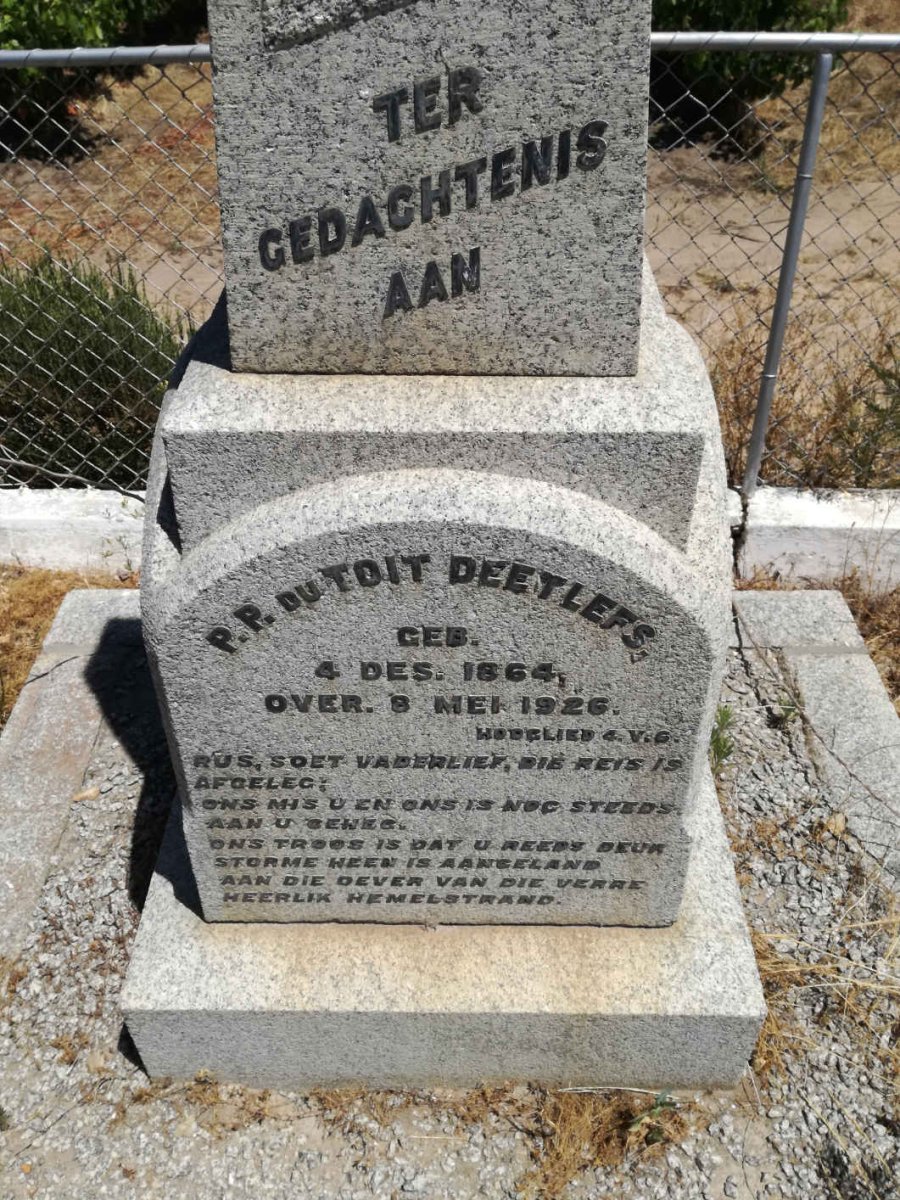 TER
GEDACHTENIS
AAN
P. P. DU TOIT DEETLEFS,
GEB.
4 DES. 1864,
OVER. 8 MEI 1926.
HOOGLIED 4. V. 6.
RUS, SOET VADERLIEF, DIE REIS IS
AFGELEG;
ONS MIS U EN ONS IS NOG STEEDS
AAN U GEHEG.
ONS TROOS IS DAT U REEDS DEUR
STORME HEEN IS AANGELAND
AAN DIE OEVER VAN DIE VERRE
HEERLIK HEMELSTRAND.